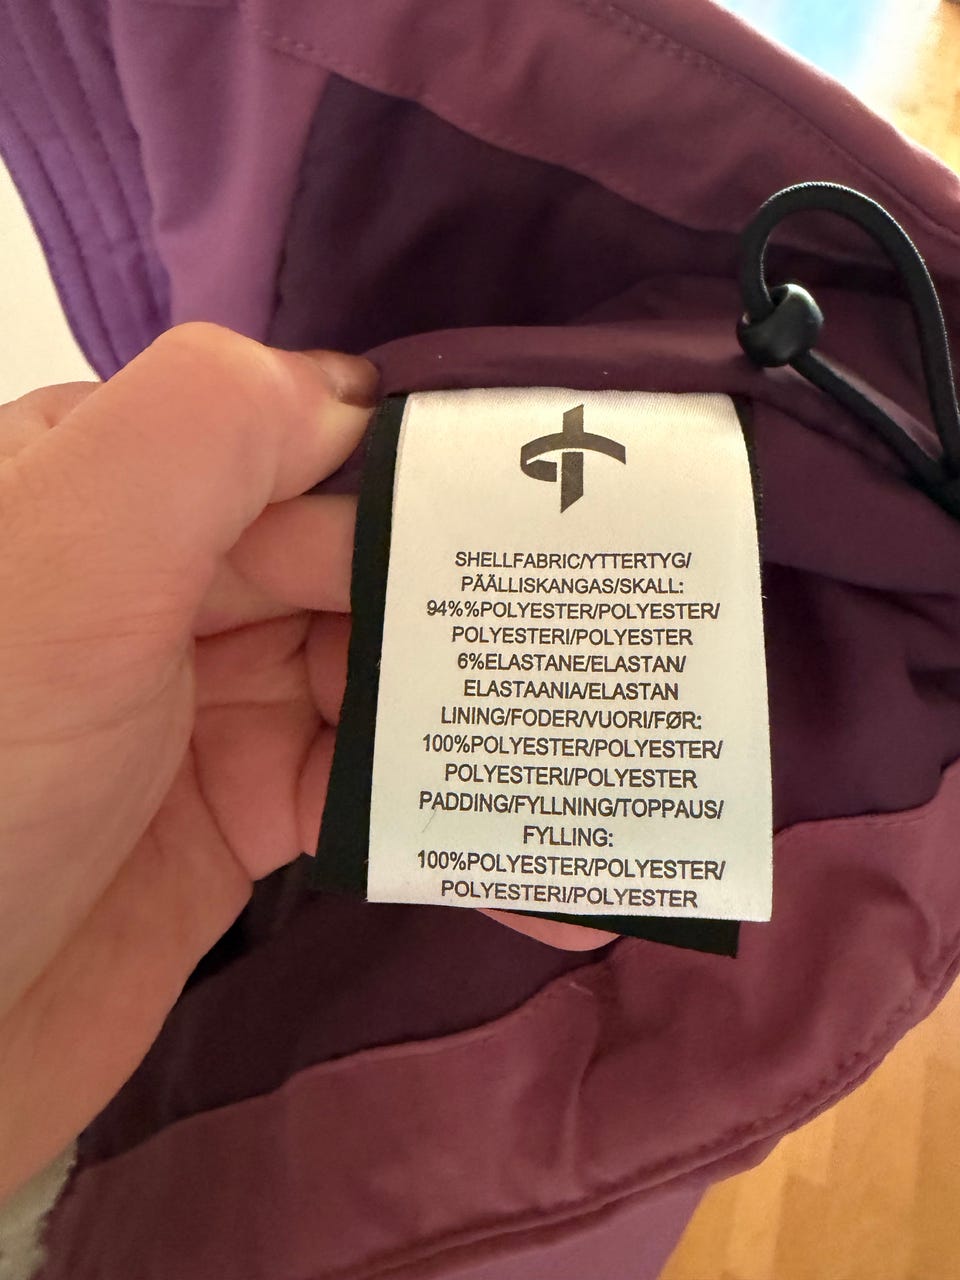 SHELLFABRIC/YTTERTYG/
PÄÄLLISKANGAS/SKALL:
94%%POLYESTER/POLYESTER/
POLYESTERI/POLYESTER
6%ELASTANE/ELASTAN/
ELASTAANIA/ELASTAN
LINING/FODER/VUORI/FØR:
100%POLYESTER/POLYESTER/
POLYESTERI/POLYESTER
PADDING/FYLLNING/TOPPAUS/
FYLLING:
100%POLYESTER/POLYESTER/
POLYESTERI/POLYESTER